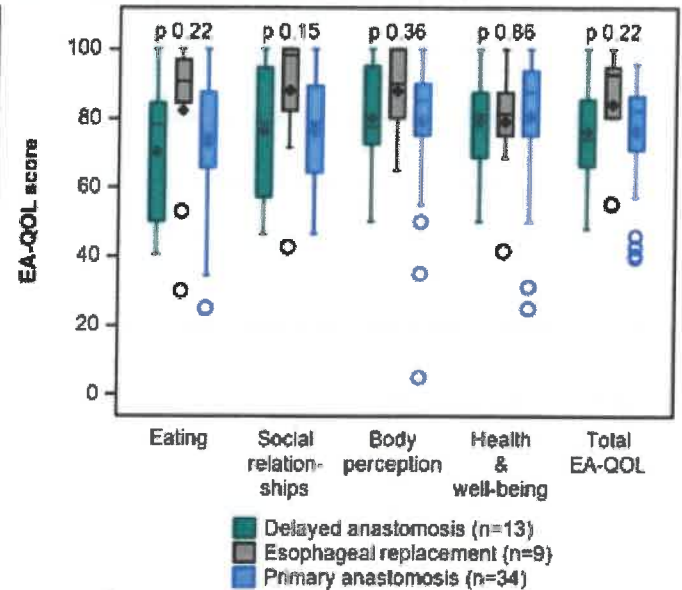 p 0.22 p 0.15 p 0.36 p 0.86 p 0.22
100
80
60
40
20
0
EA-QOL score
Eating
Social relation- ships
Body perception
Health & well-being
Total EA-QOL
Delayed anastomosis (n=13)
Esophageal replacement (n=9)
Primary anastomosis (n=34)